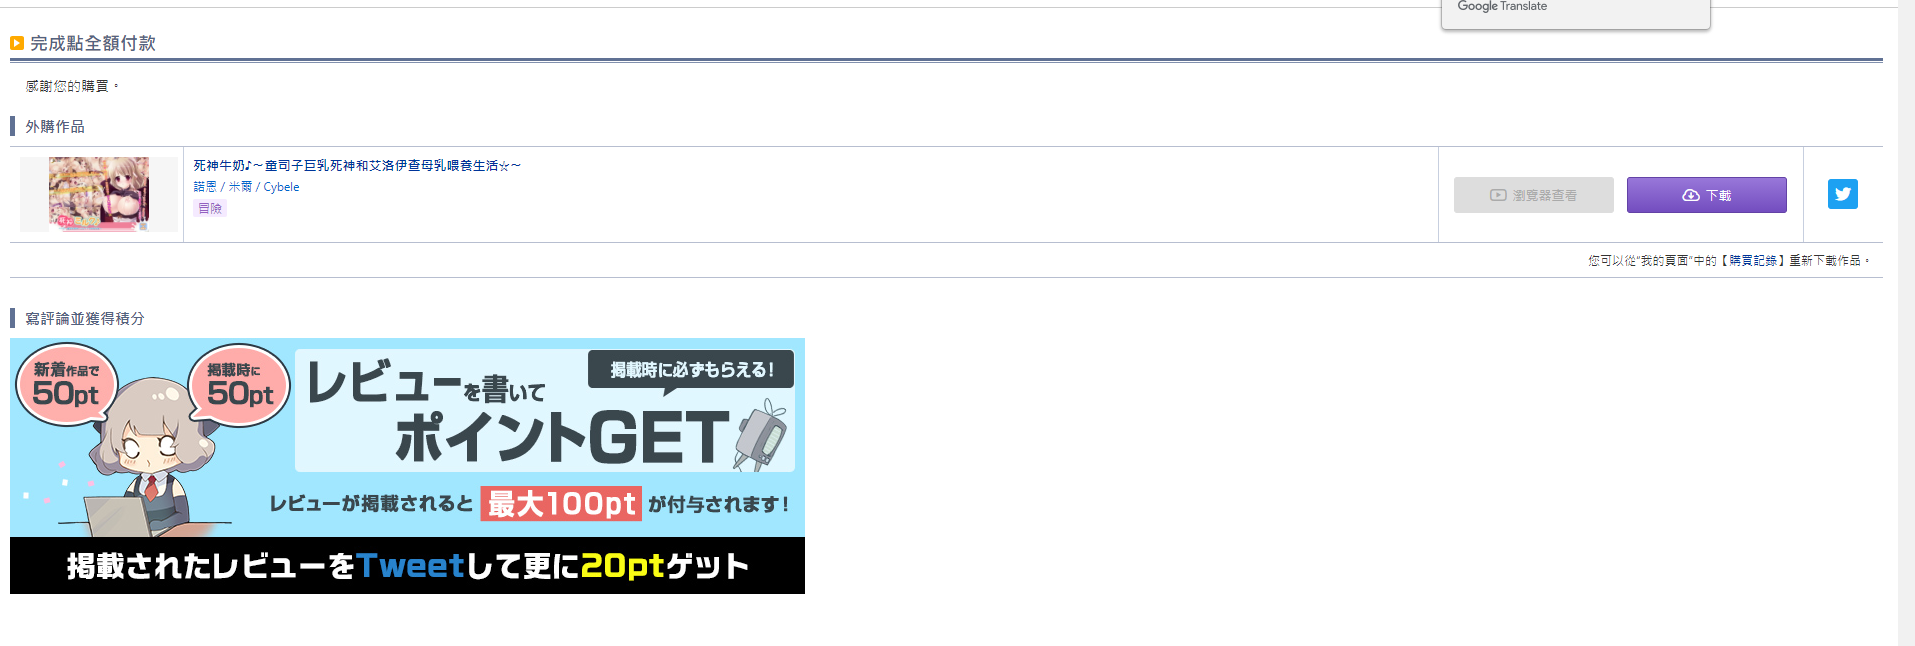 Google Translate
完成點全額付款
感謝您的購買。
外購作品
死神牛奶♪～童司子巨乳死神和艾洛伊查母乳喂養生活☆～
諾恩 / 米爾 / Cybele
冒險
瀏覽器查看
下載
您可以從“我的頁面”中的【購買記錄】重新下載作品。
寫評論並獲得積分
新着作品で
50pt
掲載時に
50pt
掲載時に必ずもらえる!
レビューを書いて
ポイントGET
レビューが掲載されると 最大100pt が付与されます!
掲載されたレビューをTweetして更に20ptゲット